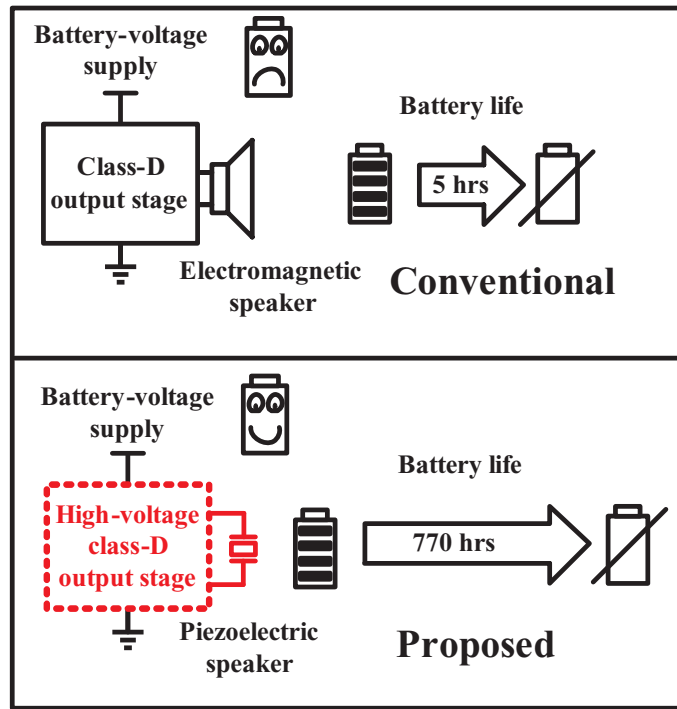 Battery-voltage
supply
Battery life
Class-D
output stage
5 hrs
Electromagnetic
speaker
Conventional
Battery-voltage
supply
Battery life
High-voltage
class-D
output stage
770 hrs
Piezoelectric
speaker
Proposed